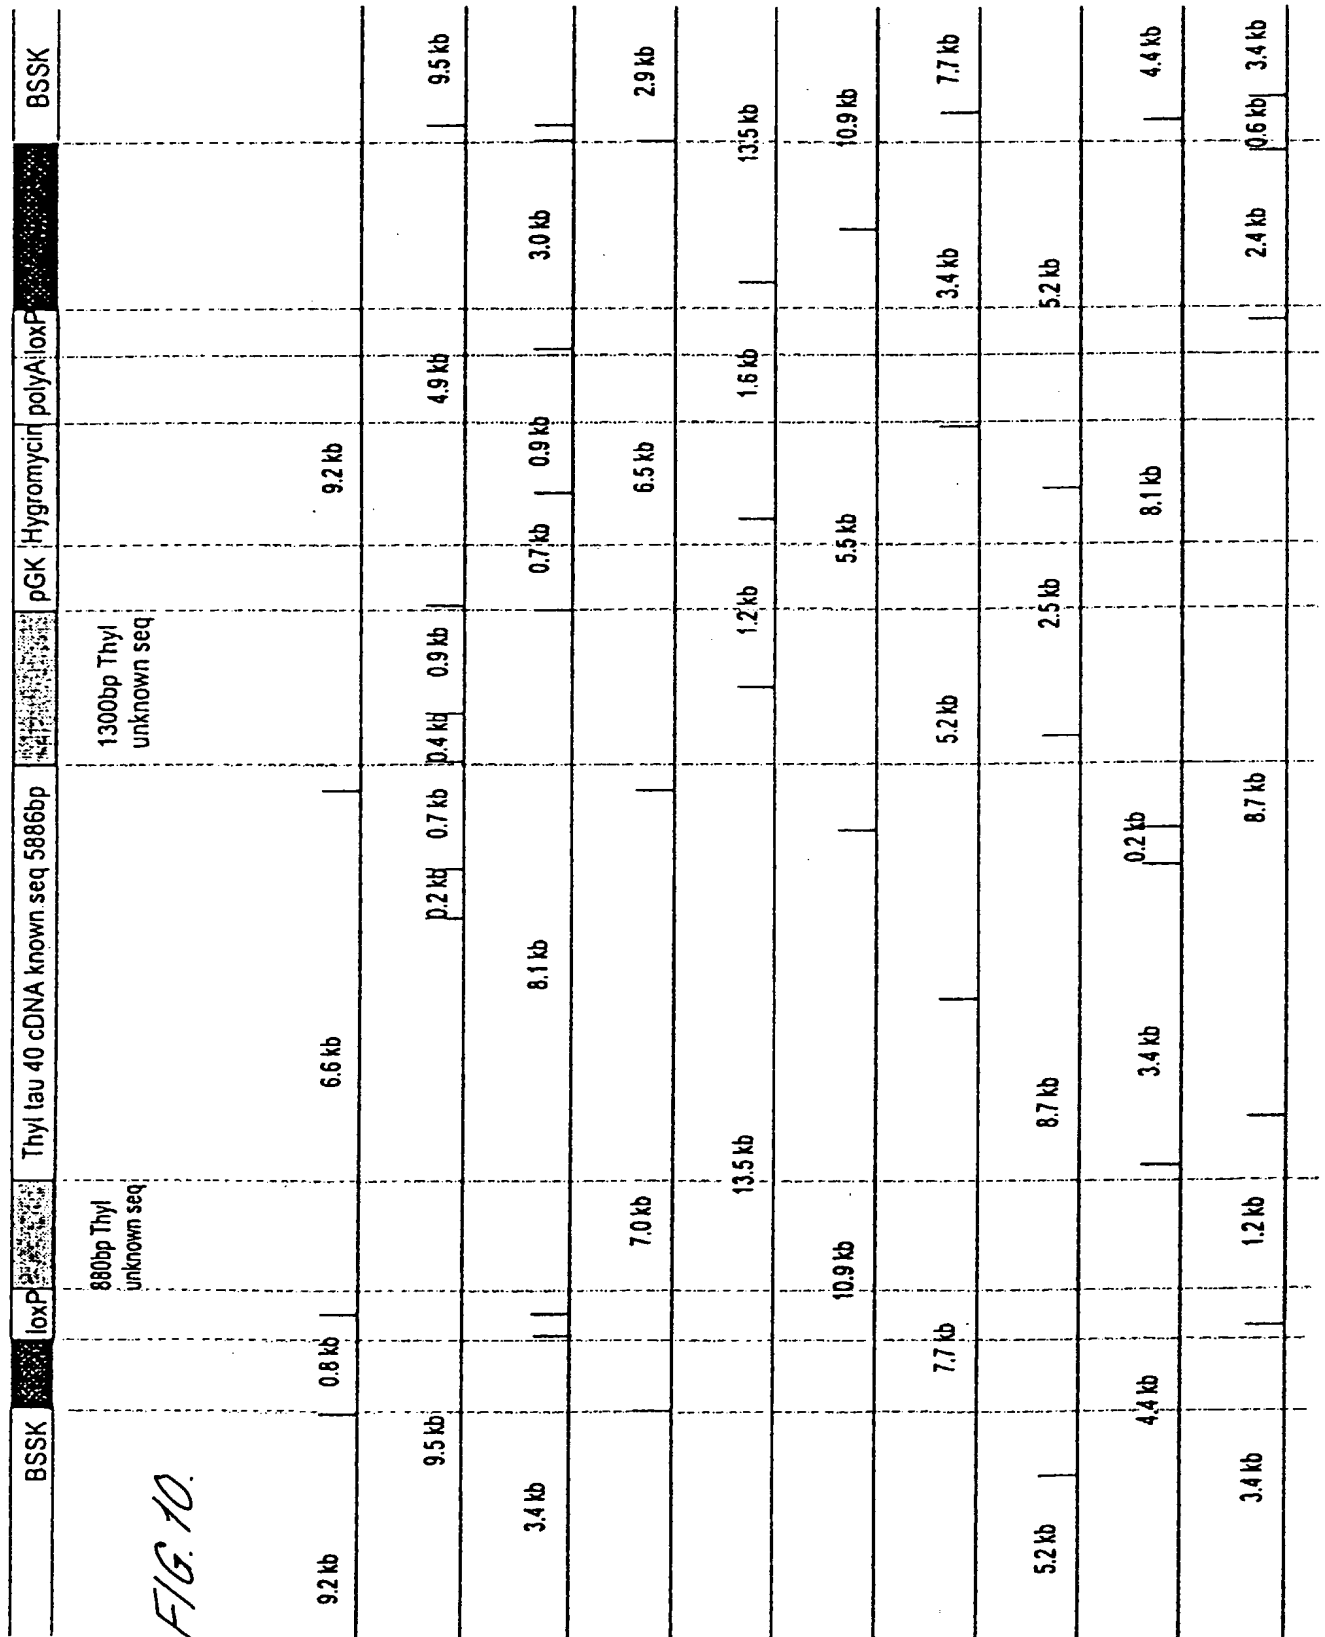 BSSK
loxP
Thyl tau 40 cDNA known seq 5886bp
pGK
Hygromycin
polyA
loxP
BSSK
880bp Thyl
unknown seq
1300bp Thyl
unknown seq
FIG. 10.
9.2 kb
0.8 kb
6.6 kb
9.2 kb
9.5 kb
0.2 kb
0.7 kb
0.4 kb
0.9 kb
4.9 kb
9.5 kb
3.4 kb
8.1 kb
0.7 kb
0.9 kb
3.0 kb
7.0 kb
6.5 kb
2.9 kb
13.5 kb
1.2 kb
1.6 kb
13.5 kb
10.9 kb
5.5 kb
10.9 kb
7.7 kb
5.2 kb
3.4 kb
7.7 kb
5.2 kb
8.7 kb
2.5 kb
5.2 kb
4.4 kb
3.4 kb
0.2 kb
8.1 kb
4.4 kb
3.4 kb
1.2 kb
8.7 kb
2.4 kb
0.6 kb
3.4 kb